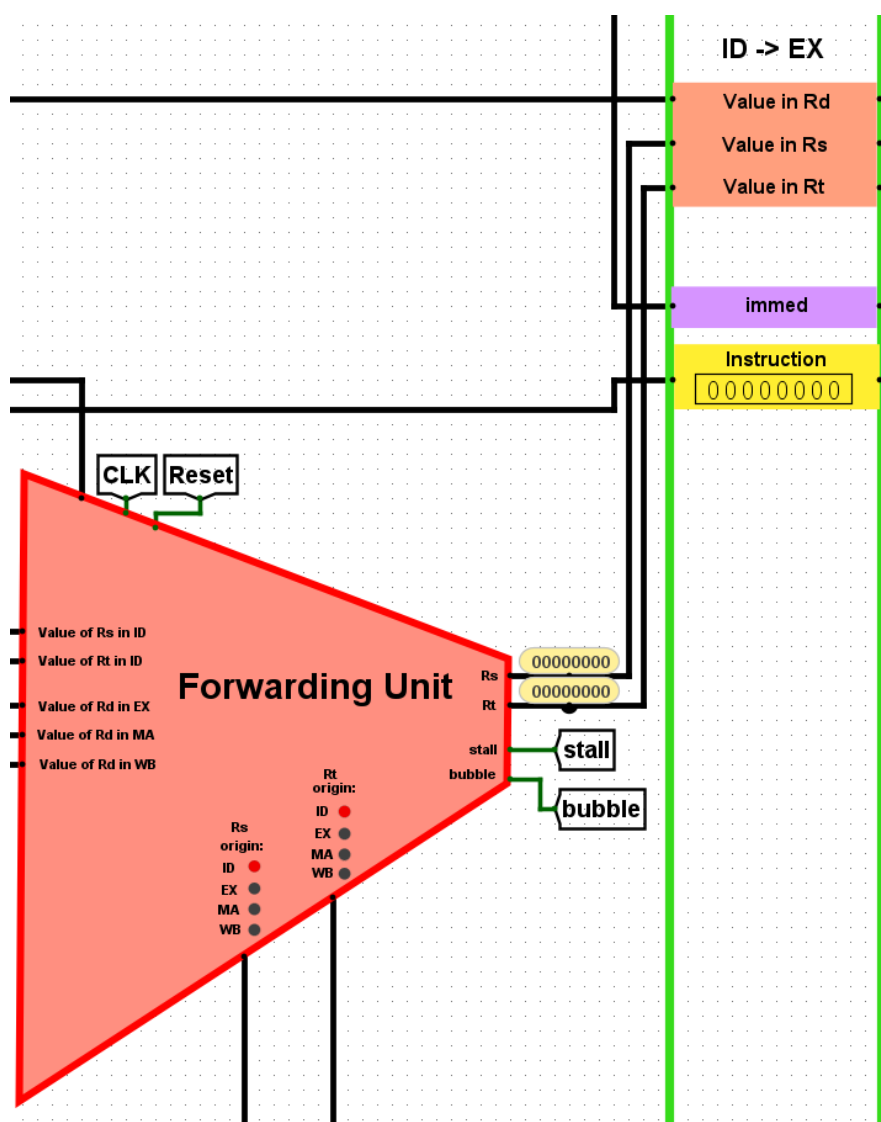 ID -> EX
Value in Rd
Value in Rs
Value in Rt
immed
Instruction
00000000
CLK
Reset
Value of Rs in ID
Value of Rt in ID
Value of Rd in EX
Value of Rd in MA
Value of Rd in WB
Forwarding Unit
Rs
00000000
Rt
00000000
stall
stall
bubble
bubble
Rt
origin:
ID
EX
MA
WB
Rs
origin:
ID
EX
MA
WB